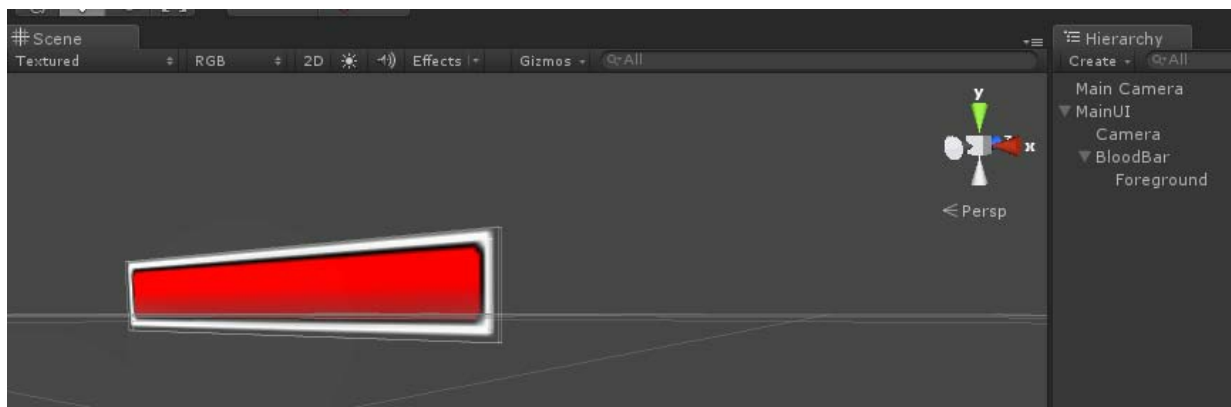 Scene
Textured RGB 2D Effects Gizmos All
y
x
Persp
Hierarchy
Create All
Main Camera
MainUI
Camera
BloodBar
Foreground